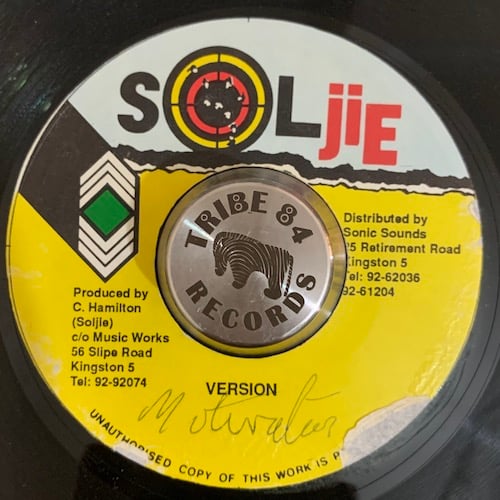 SOLjiE
TRIBE 84
RECORDS
Distributed by
Sonic Sounds
25 Retirement Road
Kingston 5
Tel: 92-62036
92-61204
Produced by
C. Hamilton
(Soljie)
c/o Music Works
56 Slipe Road
Kingston 5
Tel: 92-92074
VERSION
Motivator
UNAUTHORISED COPY OF THIS WORK IS P